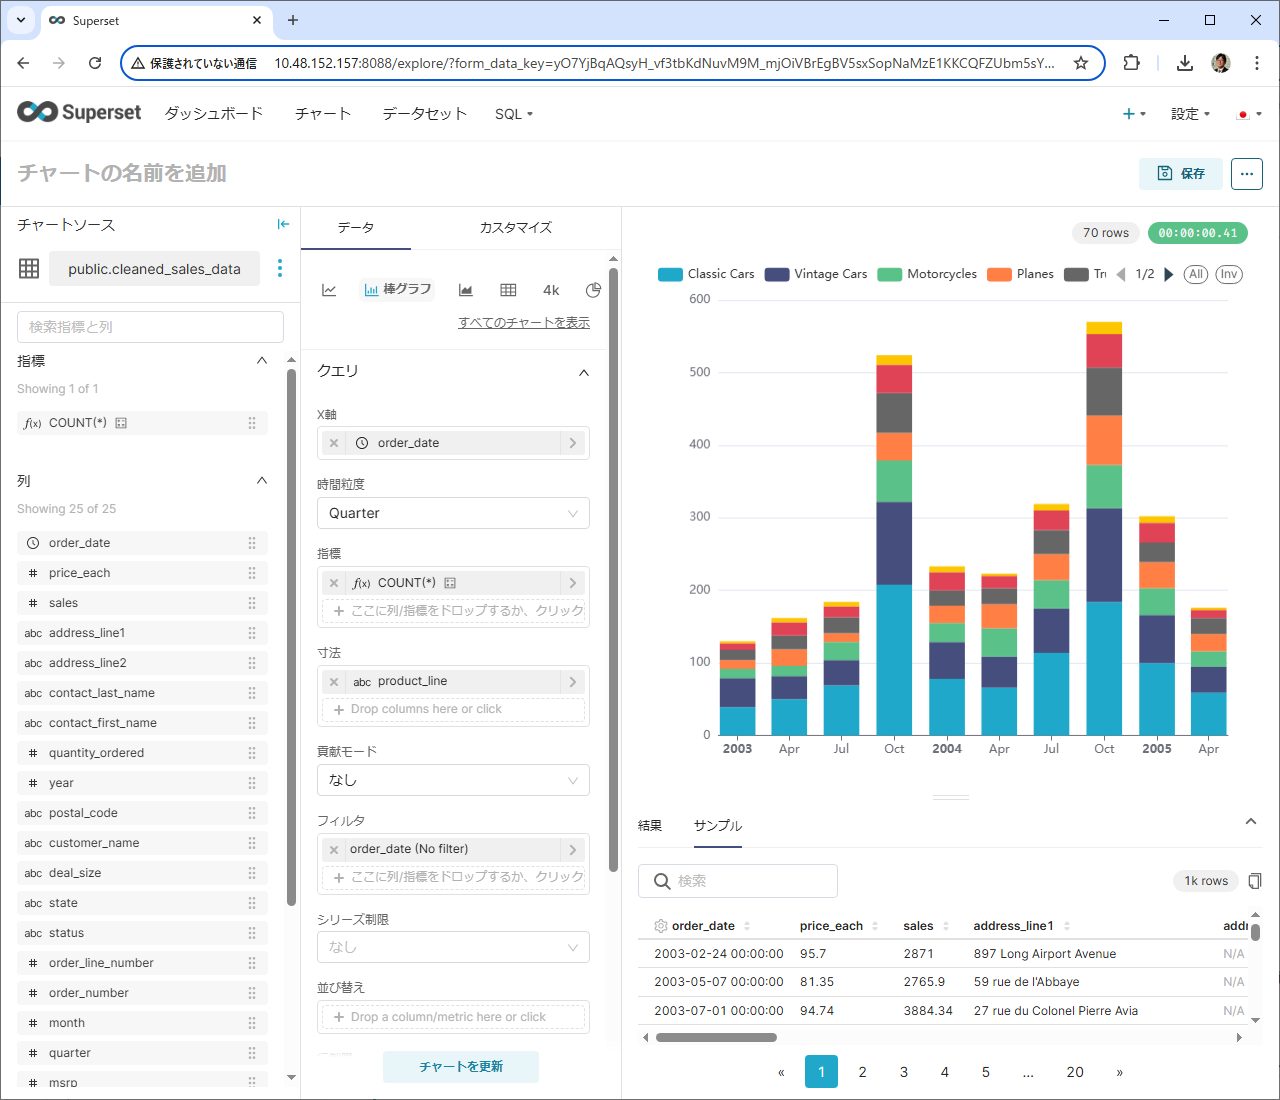 Superset
保護されていない通信 10.48.152.157:8088/explore/?form_data_key=yO7YjBqAQsyH_vf3tbKdNuvM9M_mjOiVBrEgBV5sxSopNaMzE1KKCQFZUbm5sY...
Superset ダッシュボード チャート データセット SQL 設定
チャートの名前を追加
保存
チャートソース
public.cleaned_sales_data
検索指標と列
指標
Showing 1 of 1
f(x) COUNT(*)
列
Showing 25 of 25
order_date
# price_each
# sales
abc address_line1
abc address_line2
abc contact_last_name
abc contact_first_name
# quantity_ordered
# year
abc postal_code
abc customer_name
abc deal_size
abc state
abc status
# order_line_number
# order_number
# month
# quarter
# msrp
データ カスタマイズ
棒グラフ 4k
すべてのチャートを表示
クエリ
X軸
order_date
時間粒度
Quarter
指標
f(x) COUNT(*)
ここに列/指標をドロップするか、クリック
寸法
abc product_line
Drop columns here or click
貢献モード
なし
フィルタ
order_date (No filter)
ここに列/指標をドロップするか、クリック
シリーズ制限
なし
並び替え
Drop a column/metric here or click
チャートを更新
70 rows 00:00:00.41
Classic Cars Vintage Cars Motorcycles Planes Tru 1/2 All Inv
600
500
400
300
200
100
0
2003 Apr Jul Oct 2004 Apr Jul Oct 2005 Apr
結果 サンプル
検索
1k rows
order_date price_each sales address_line1 addr
2003-02-24 00:00:00 95.7 2871 897 Long Airport Avenue N/A
2003-05-07 00:00:00 81.35 2765.9 59 rue de l'Abbaye N/A
2003-07-01 00:00:00 94.74 3884.34 27 rue du Colonel Pierre Avia N/A
« 1 2 3 4 5 ... 20 »